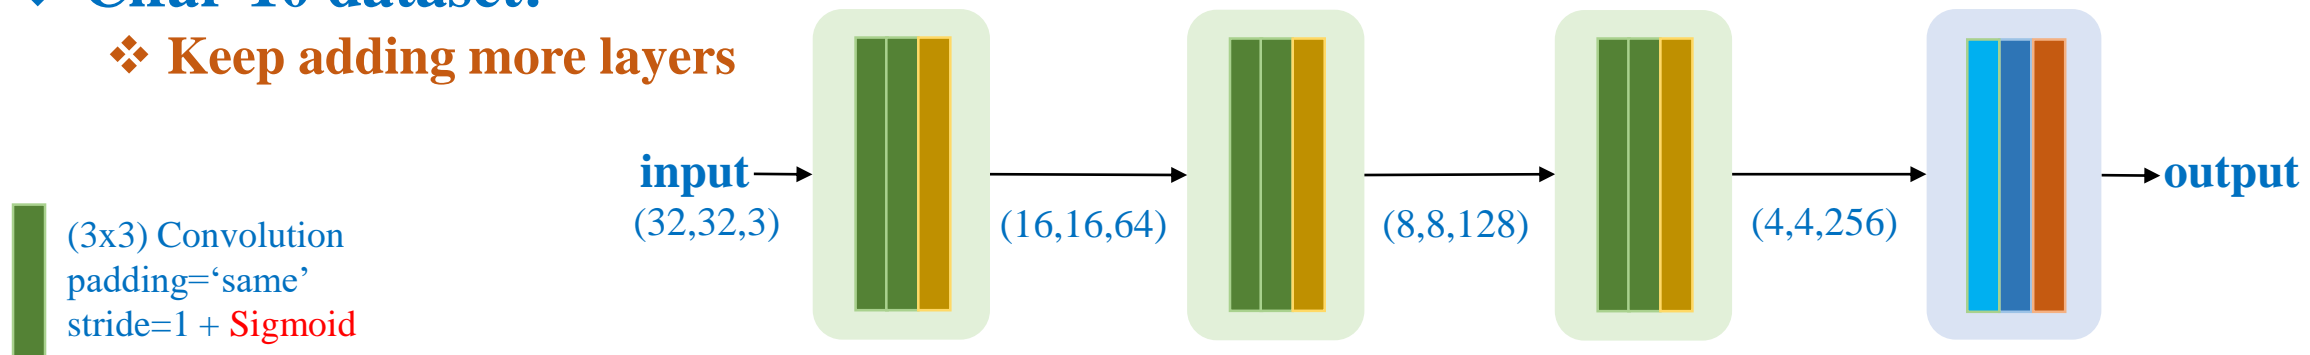 ❖ Keep adding more layers
input
output
(32,32,3)
(16,16,64)
(8,8,128)
(4,4,256)
(3x3) Convolution
padding=‘same’
stride=1 + Sigmoid